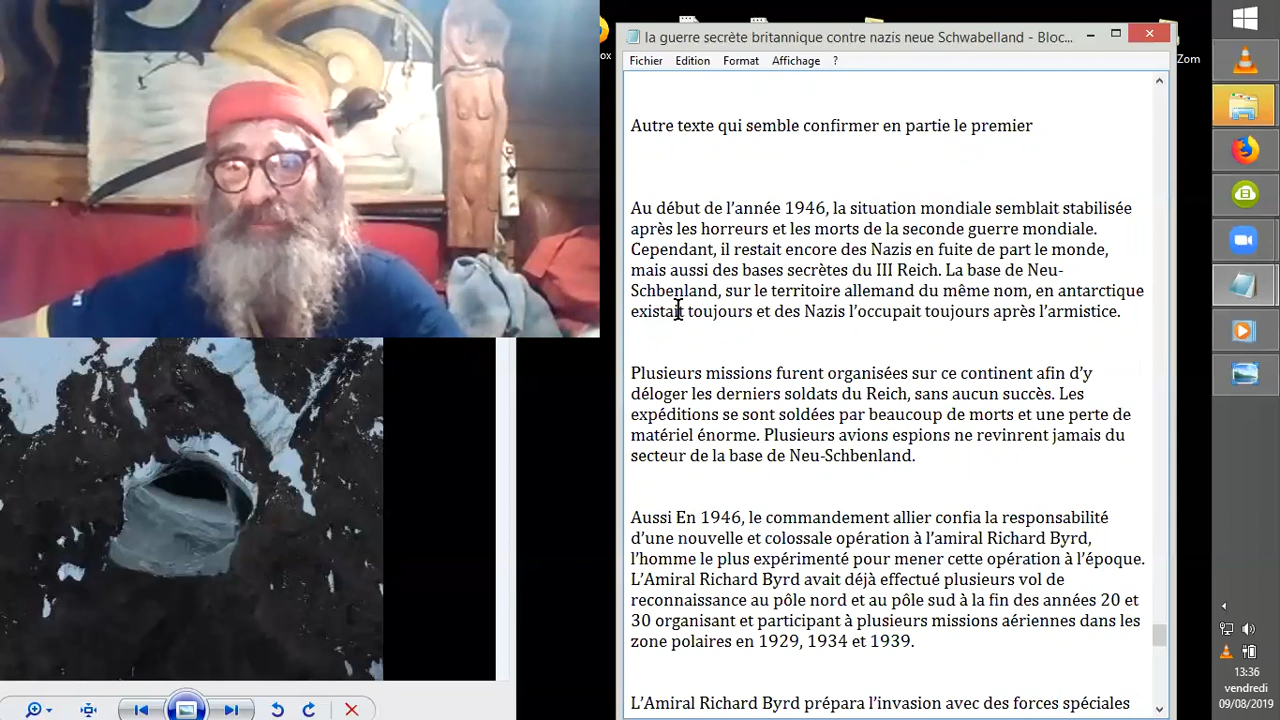 la guerre secrète britannique contre nazis neue Schwabelland - Bloc...
Fichier Edition Format Affichage ?
ox
Zom
Autre texte qui semble confirmer en partie le premier
Au début de l’année 1946, la situation mondiale semblait stabilisée
après les horreurs et les morts de la seconde guerre mondiale.
Cependant, il restait encore des Nazis en fuite de part le monde,
mais aussi des bases secrètes du III Reich. La base de Neu-
Schbenland, sur le territoire allemand du même nom, en antarctique
existait toujours et des Nazis l’occupait toujours après l’armistice.
Plusieurs missions furent organisées sur ce continent afin d’y
déloger les derniers soldats du Reich, sans aucun succès. Les
expéditions se sont soldées par beaucoup de morts et une perte de
matériel énorme. Plusieurs avions espions ne revinrent jamais du
secteur de la base de Neu-Schbenland.
Aussi En 1946, le commandement allier confia la responsabilité
d’une nouvelle et colossale opération à l’amiral Richard Byrd,
l’homme le plus expérimenté pour mener cette opération à l’époque.
L’Amiral Richard Byrd avait déjà effectué plusieurs vol de
reconnaissance au pôle nord et au pôle sud à la fin des années 20 et
30 organisant et participant à plusieurs missions aériennes dans les
zone polaires en 1929, 1934 et 1939.
L’Amiral Richard Byrd prépara l’invasion avec des forces spéciales
13:36
vendredi
09/08/2019